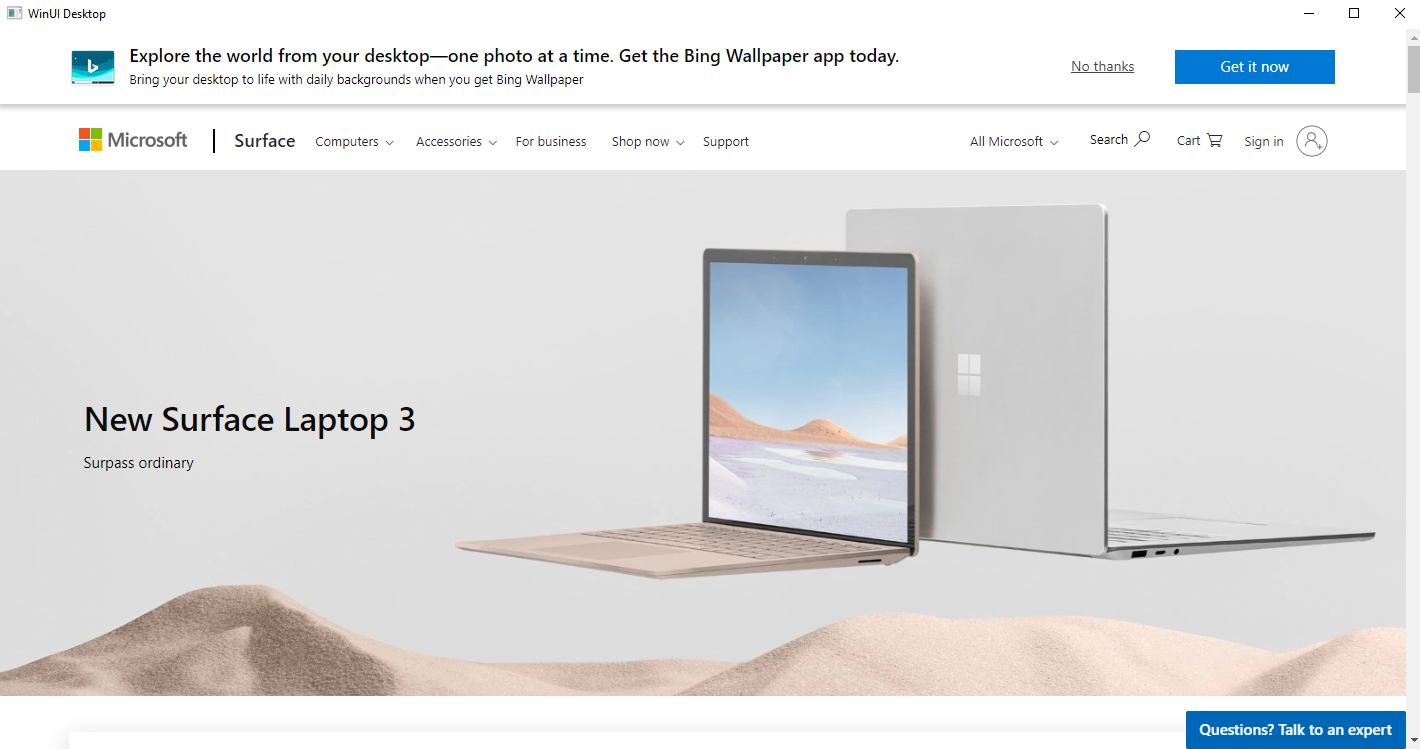 WinUI Desktop
Explore the world from your desktop—one photo at a time. Get the Bing Wallpaper app today.
Bring your desktop to life with daily backgrounds when you get Bing Wallpaper
No thanks
Get it now
Microsoft
Surface
Computers
Accessories
For business
Shop now
Support
All Microsoft
Search
Cart
Sign in
New Surface Laptop 3
Surpass ordinary
Questions? Talk to an expert